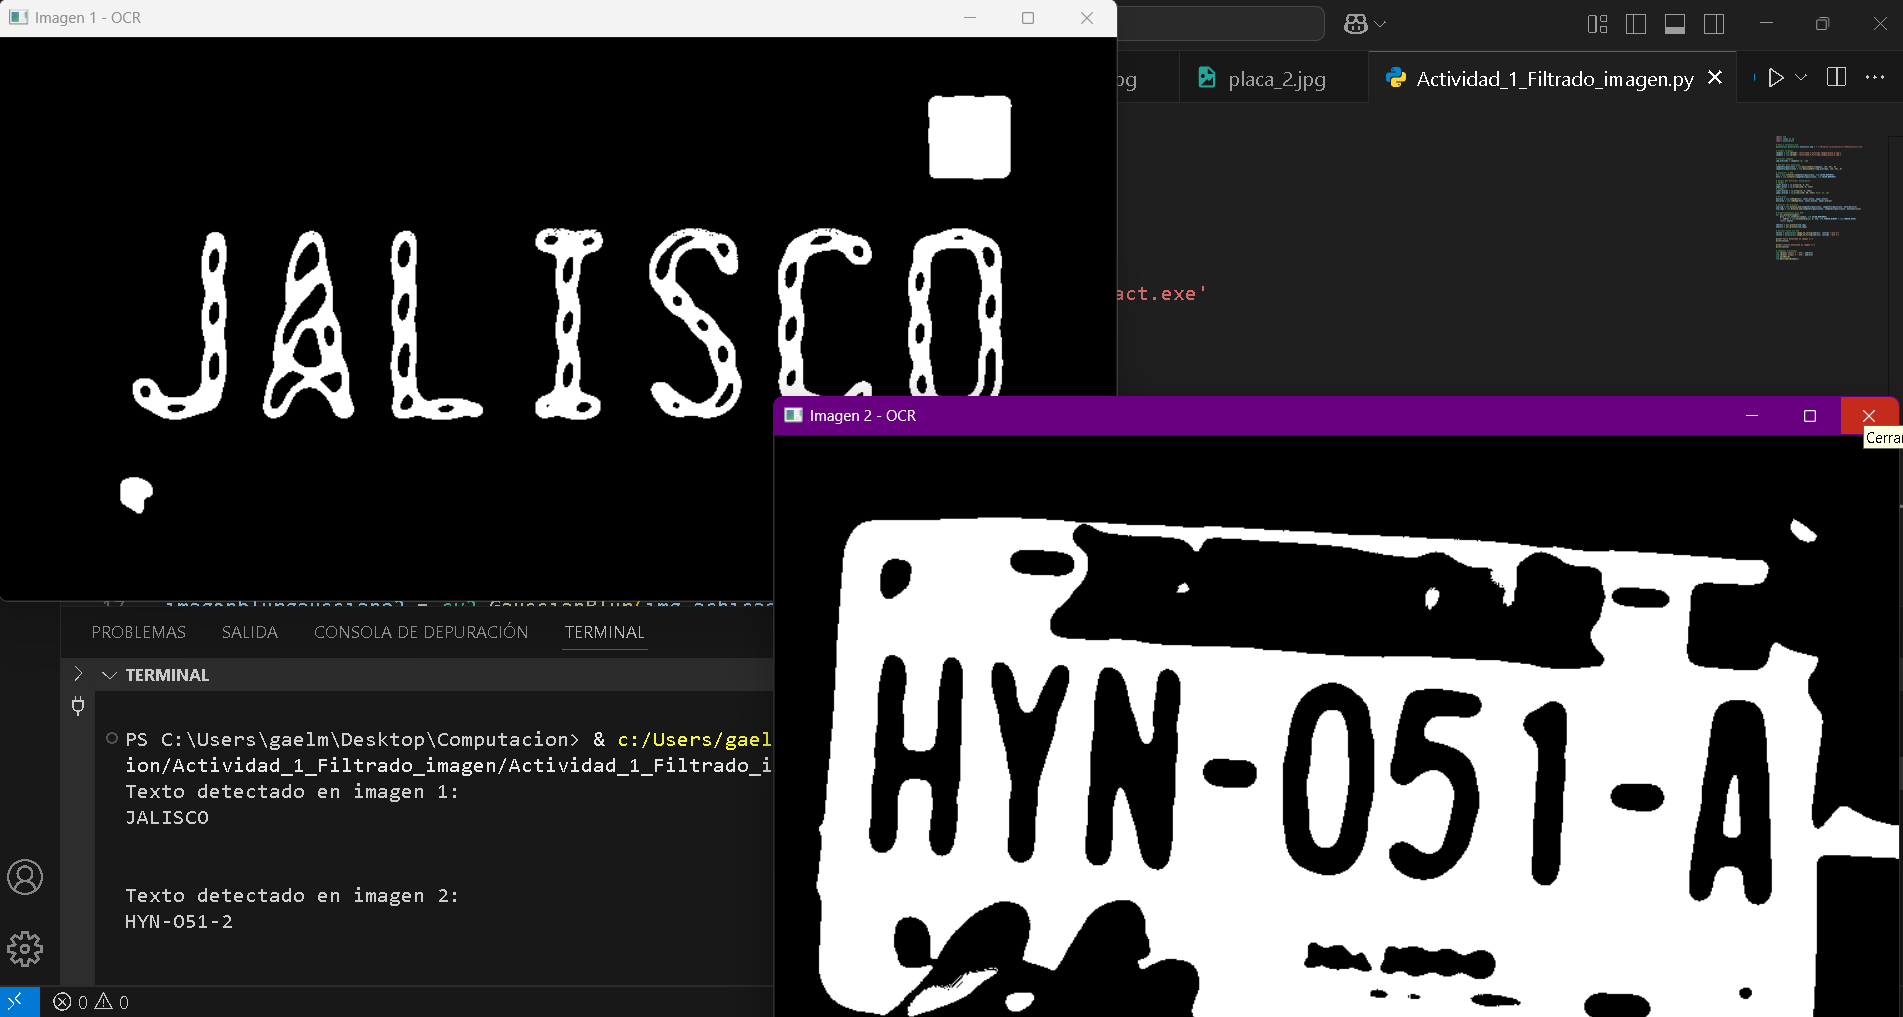 Imagen 1 - OCR
pg
placa_2.jpg
Actividad_1_Filtrado_imagen.py
act.exe'
JALISCO
Imagen 2 - OCR
Cerrar
HYN-051-A
PROBLEMAS
SALIDA
CONSOLA DE DEPURACIÓN
TERMINAL
TERMINAL
PS C:\Users\gaelm\Desktop\Computacion> & c:/Users/gael
ion/Actividad_1_Filtrado_imagen/Actividad_1_Filtrado_i
Texto detectado en imagen 1:
JALISCO
Texto detectado en imagen 2:
HYN-051-2
0
0